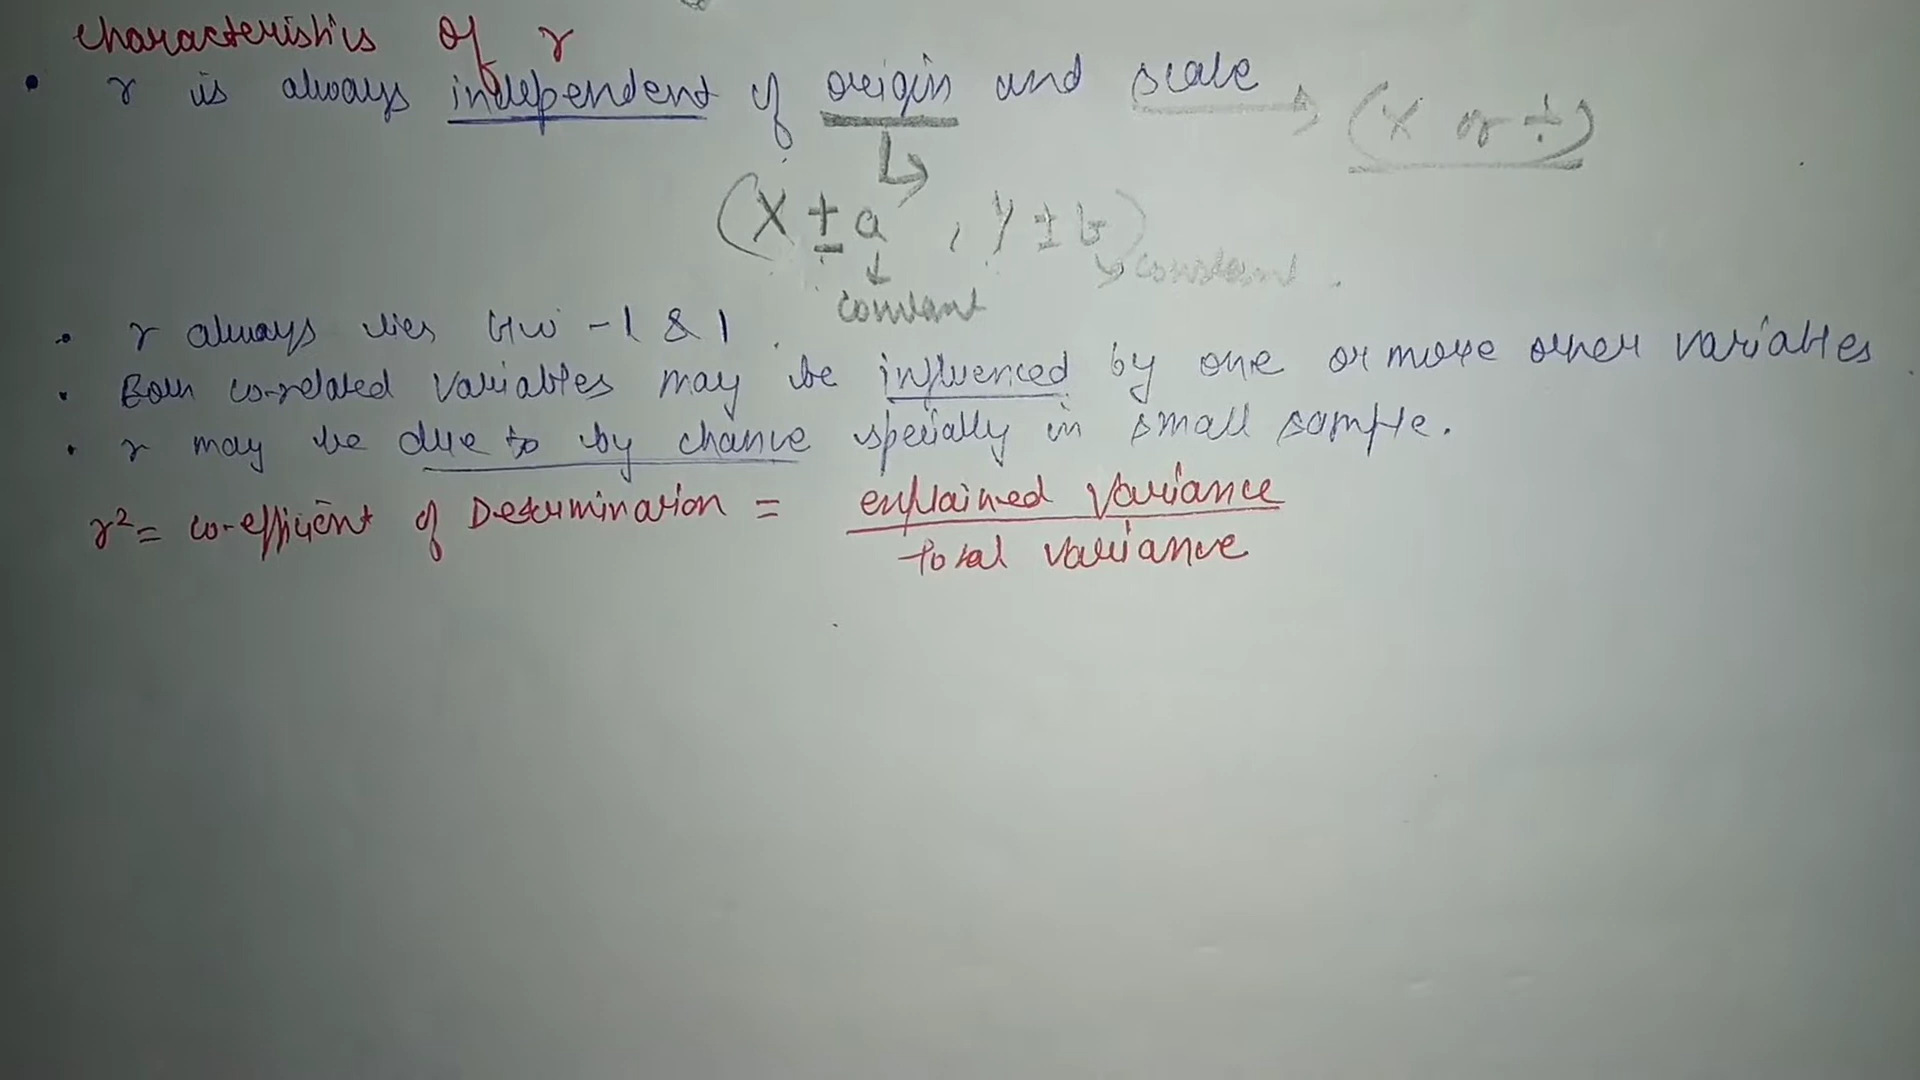 characteristics of r
• r is always independent of origin and scale → (× or ÷)
(X ± a , Y ± b)
constant
constant
• r always lies btw -1 & 1.
• Both co-related variables may be influenced by one or more other variables.
• r may be due to by chance specially in small sample.
r² = co-efficient of Determination = explained variance
total variance